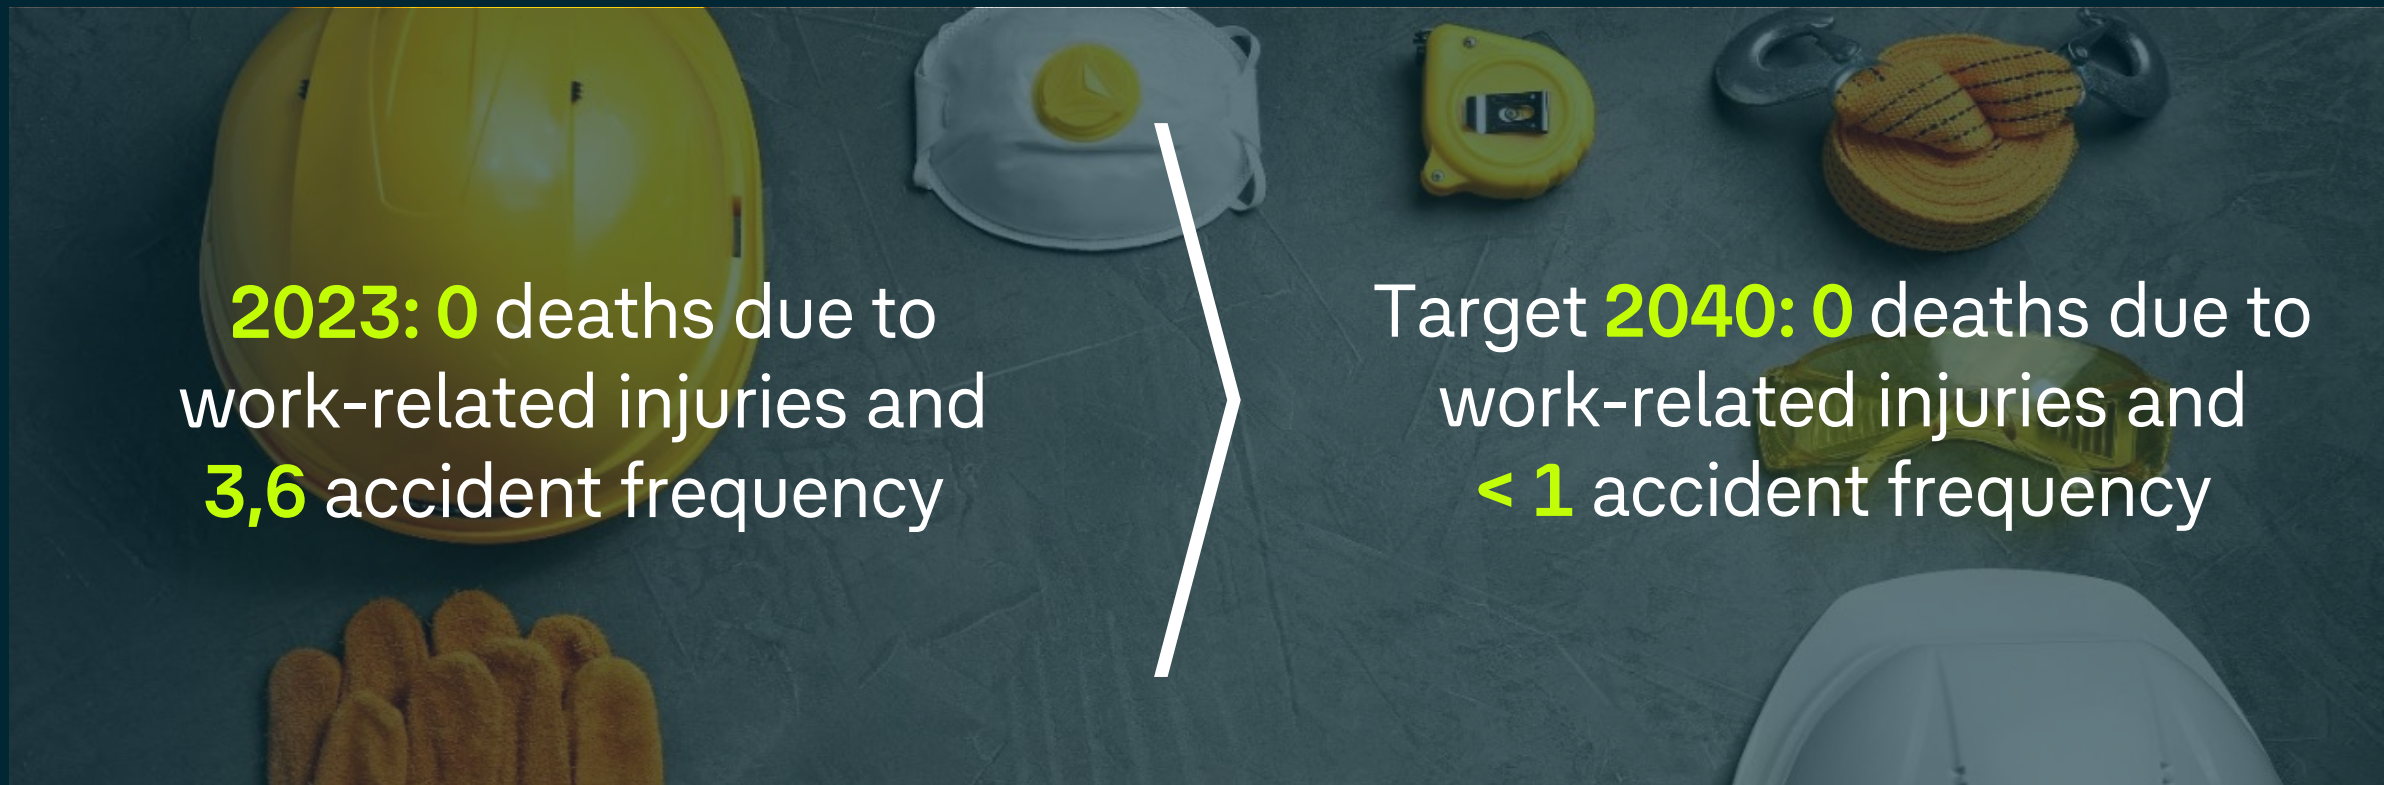 2023: 0 deaths due to
work-related injuries and
3,6 accident frequency
Target 2040: 0 deaths due to
work-related injuries and
< 1 accident frequency